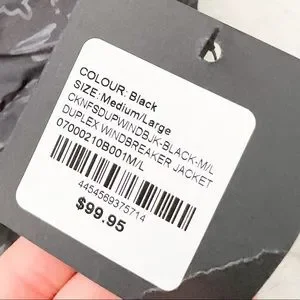 COLOUR: Black
SIZE: Medium/Large
CKNFSDUPWINDBJK-BLACK-M/L
DUPLEX WINDBREAKER JACKET
07000210B001M/L
4454569375714
$99.95